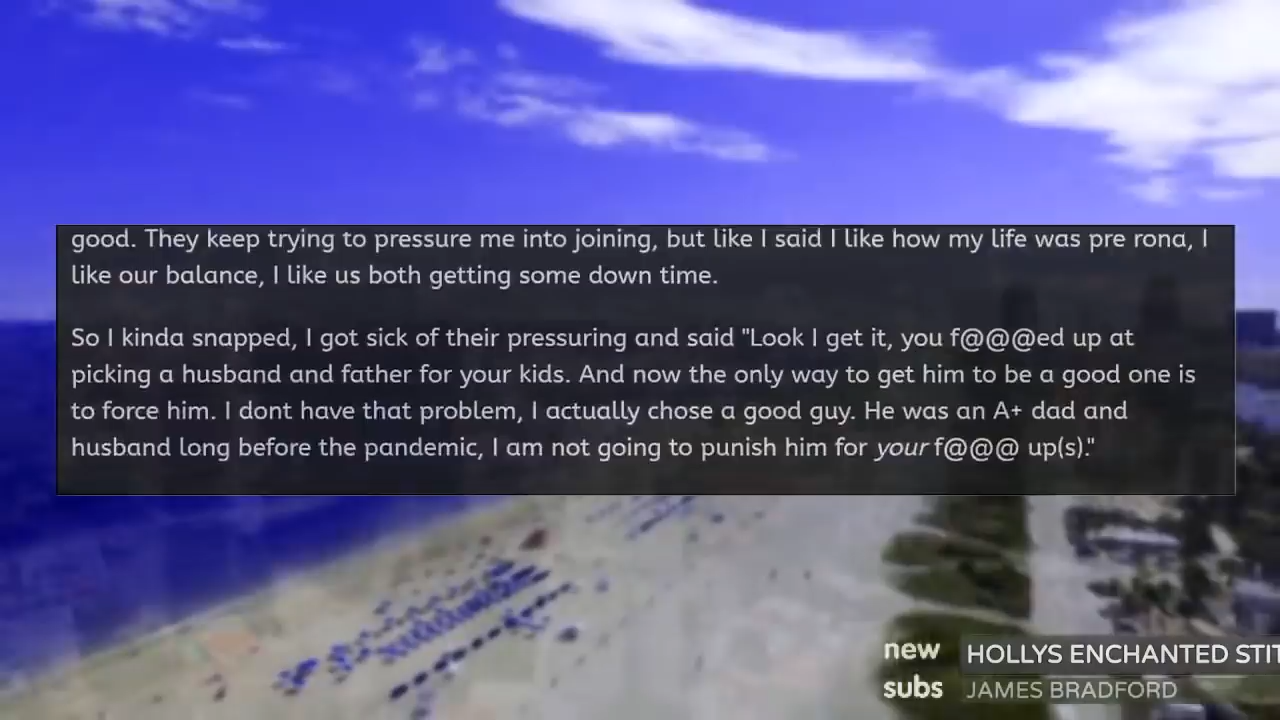 good. They keep trying to pressure me into joining, but like I said I like how my life was pre rona, I
like our balance, I like us both getting some down time.
So I kinda snapped, I got sick of their pressuring and said "Look I get it, you f@@@ed up at
picking a husband and father for your kids. And now the only way to get him to be a good one is
to force him. I dont have that problem, I actually chose a good guy. He was an A+ dad and
husband long before the pandemic, I am not going to punish him for your f@@@ up(s)."
new
HOLLYS ENCHANTED STIT
subs
JAMES BRADFORD